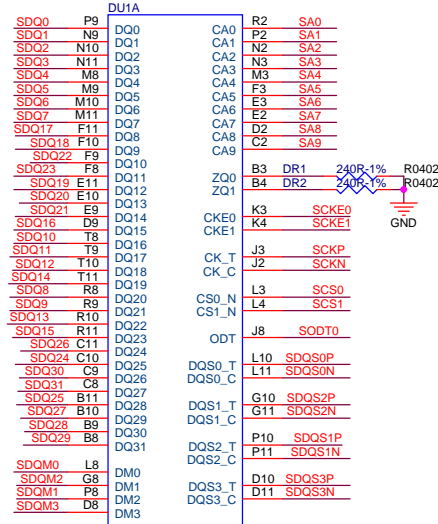 DU1A
SDQ0 P9 DQ0
SDQ1 N9 DQ1
SDQ2 N10 DQ2
SDQ3 N11 DQ3
SDQ4 M8 DQ4
SDQ5 M9 DQ5
SDQ6 M10 DQ6
SDQ7 M11 DQ7
SDQ17 F11 DQ8
SDQ18 F10 DQ9
SDQ22 F9 DQ10
SDQ23 F8 DQ11
SDQ19 E11 DQ12
SDQ20 E10 DQ13
SDQ21 E9 DQ14
SDQ16 D9 DQ15
SDQ10 T8 DQ16
SDQ11 T9 DQ17
SDQ12 T10 DQ18
SDQ14 T11 DQ19
SDQ8 R8 DQ20
SDQ9 R9 DQ21
SDQ13 R10 DQ22
SDQ15 R11 DQ23
SDQ26 C11 DQ24
SDQ24 C10 DQ25
SDQ30 C9 DQ26
SDQ31 C8 DQ27
SDQ25 B11 DQ28
SDQ27 B10 DQ29
SDQ28 B9 DQ30
SDQ29 B8 DQ31
SDQM0 L8 DM0
SDQM2 G8 DM1
SDQM1 P8 DM2
SDQM3 D8 DM3
CA0 R2 SA0
CA1 P2 SA1
CA2 N2 SA2
CA3 N3 SA3
CA4 M3 SA4
CA5 F3 SA5
CA6 E3 SA6
CA7 E2 SA7
CA8 D2 SA8
CA9 C2 SA9
ZQ0 B3 DR1 240R-1% R0402
ZQ1 B4 DR2 240R-1% R0402
GND
CKE0 K3 SCKE0
CKE1 K4 SCKE1
CK_T J3 SCKP
CK_C J2 SCKN
CS0_N L3 SCS0
CS1_N L4 SCS1
ODT J8 SODT0
DQS0_T L10 SDQS0P
DQS0_C L11 SDQS0N
DQS1_T G10 SDQS2P
DQS1_C G11 SDQS2N
DQS2_T P10 SDQS1P
DQS2_C P11 SDQS1N
DQS3_T D10 SDQS3P
DQS3_C D11 SDQS3N